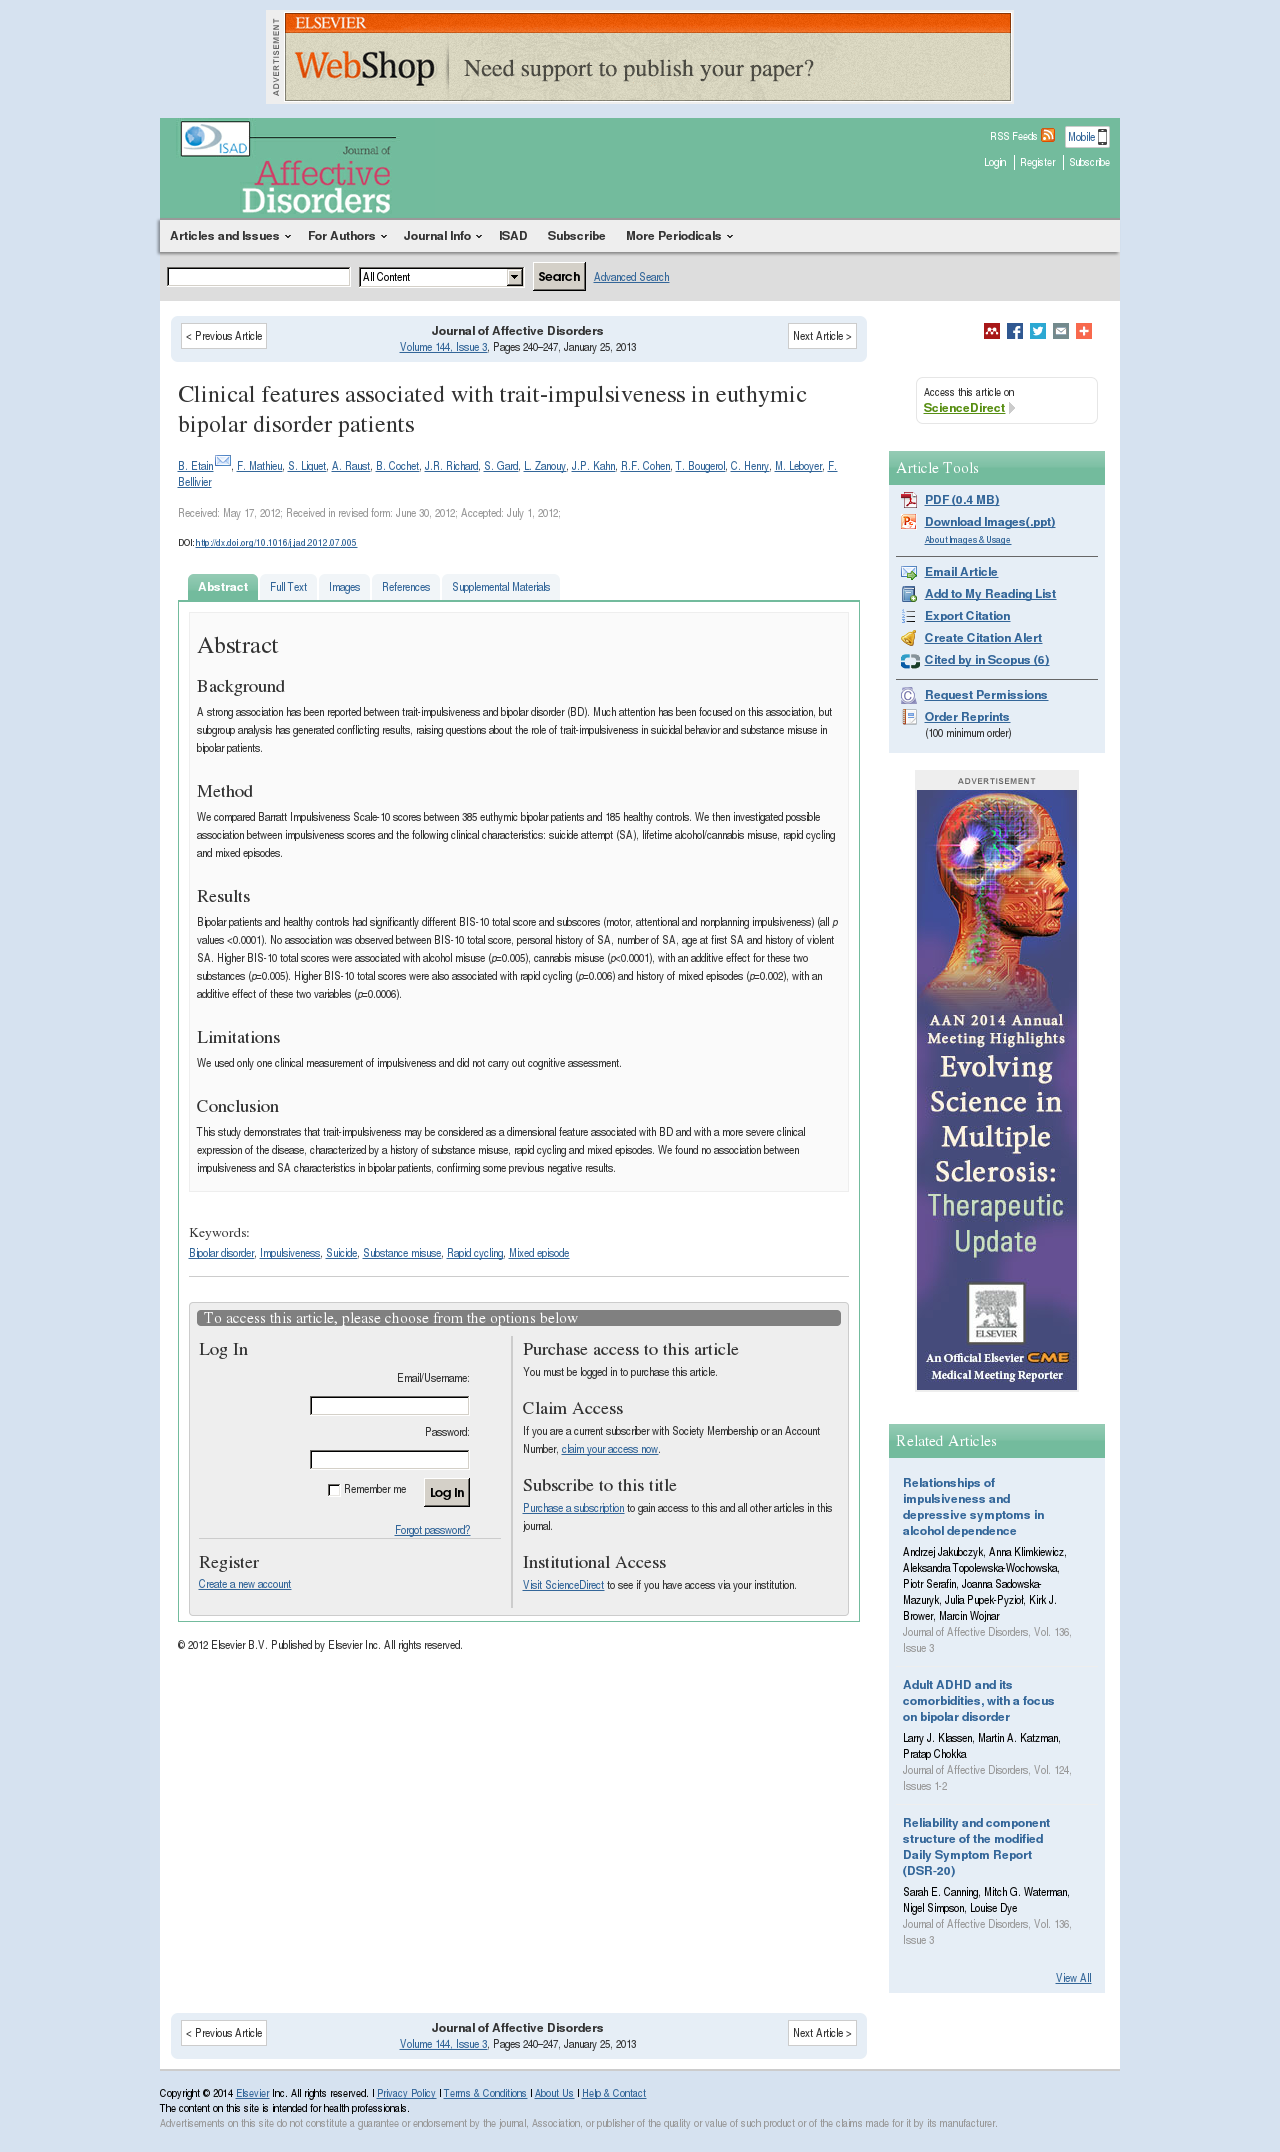 ADVERTISEMENT
ELSEVIER
WebShop
Need support to publish your paper?
ISAD
Journal of
Affective
Disorders
RSS Feeds
Mobile
Login
Register
Subscribe
Articles and Issues
For Authors
Journal Info
ISAD
Subscribe
More Periodicals
All Content
Search
Advanced Search
< Previous Article
Journal of Affective Disorders
Volume 144, Issue 3, Pages 240–247, January 25, 2013
Next Article >
Clinical features associated with trait-impulsiveness in euthymic
bipolar disorder patients
B. Etain, F. Mathieu, S. Liquet, A. Raust, B. Cochet, J.R. Richard, S. Gard, L. Zanouy, J.P. Kahn, R.F. Cohen, T. Bougerol, C. Henry, M. Leboyer, F.
Bellivier
Received: May 17, 2012; Received in revised form: June 30, 2012; Accepted: July 1, 2012;
DOI: http://dx.doi.org/10.1016/j.jad.2012.07.005
Abstract
Full Text
Images
References
Supplemental Materials
Abstract
Background
A strong association has been reported between trait-impulsiveness and bipolar disorder (BD). Much attention has been focused on this association, but
subgroup analysis has generated conflicting results, raising questions about the role of trait-impulsiveness in suicidal behavior and substance misuse in
bipolar patients.
Method
We compared Barratt Impulsiveness Scale-10 scores between 385 euthymic bipolar patients and 185 healthy controls. We then investigated possible
association between impulsiveness scores and the following clinical characteristics: suicide attempt (SA), lifetime alcohol/cannabis misuse, rapid cycling
and mixed episodes.
Results
Bipolar patients and healthy controls had significantly different BIS-10 total score and subscores (motor, attentional and nonplanning impulsiveness) (all p
values <0.0001). No association was observed between BIS-10 total score, personal history of SA, number of SA, age at first SA and history of violent
SA. Higher BIS-10 total scores were associated with alcohol misuse (p=0.005), cannabis misuse (p<0.0001), with an additive effect for these two
substances (p=0.005). Higher BIS-10 total scores were also associated with rapid cycling (p=0.006) and history of mixed episodes (p=0.002), with an
additive effect of these two variables (p=0.0006).
Limitations
We used only one clinical measurement of impulsiveness and did not carry out cognitive assessment.
Conclusion
This study demonstrates that trait-impulsiveness may be considered as a dimensional feature associated with BD and with a more severe clinical
expression of the disease, characterized by a history of substance misuse, rapid cycling and mixed episodes. We found no association between
impulsiveness and SA characteristics in bipolar patients, confirming some previous negative results.
Keywords:
Bipolar disorder, Impulsiveness, Suicide, Substance misuse, Rapid cycling, Mixed episode
To access this article, please choose from the options below
Log In
Email/Username:
Password:
Remember me
Log In
Forgot password?
Register
Create a new account
Purchase access to this article
You must be logged in to purchase this article.
Claim Access
If you are a current subscriber with Society Membership or an Account
Number, claim your access now.
Subscribe to this title
Purchase a subscription to gain access to this and all other articles in this
journal.
Institutional Access
Visit ScienceDirect to see if you have access via your institution.
© 2012 Elsevier B.V. Published by Elsevier Inc. All rights reserved.
Access this article on
ScienceDirect
Article Tools
PDF (0.4 MB)
Download Images(.ppt)
About Images & Usage
Email Article
Add to My Reading List
Export Citation
Create Citation Alert
Cited by in Scopus (6)
Request Permissions
Order Reprints
(100 minimum order)
ADVERTISEMENT
AAN 2014 Annual
Meeting Highlights
Evolving
Science in
Multiple
Sclerosis:
Therapeutic
Update
ELSEVIER
An Official Elsevier CME
Medical Meeting Reporter
Related Articles
Relationships of
impulsiveness and
depressive symptoms in
alcohol dependence
Andrzej Jakubczyk, Anna Klimkiewicz,
Aleksandra Topolewska-Wochowska,
Piotr Serafin, Joanna Sadowska-
Mazuryk, Julia Pupek-Pyzioł, Kirk J.
Brower, Marcin Wojnar
Journal of Affective Disorders, Vol. 136,
Issue 3
Adult ADHD and its
comorbidities, with a focus
on bipolar disorder
Larry J. Klassen, Martin A. Katzman,
Pratap Chokka
Journal of Affective Disorders, Vol. 124,
Issues 1-2
Reliability and component
structure of the modified
Daily Symptom Report
(DSR-20)
Sarah E. Canning, Mitch G. Waterman,
Nigel Simpson, Louise Dye
Journal of Affective Disorders, Vol. 136,
Issue 3
View All
< Previous Article
Journal of Affective Disorders
Volume 144, Issue 3, Pages 240–247, January 25, 2013
Next Article >
Copyright © 2014 Elsevier Inc. All rights reserved. | Privacy Policy | Terms & Conditions | About Us | Help & Contact
The content on this site is intended for health professionals.
Advertisements on this site do not constitute a guarantee or endorsement by the journal, Association, or publisher of the quality or value of such product or of the claims made for it by its manufacturer.